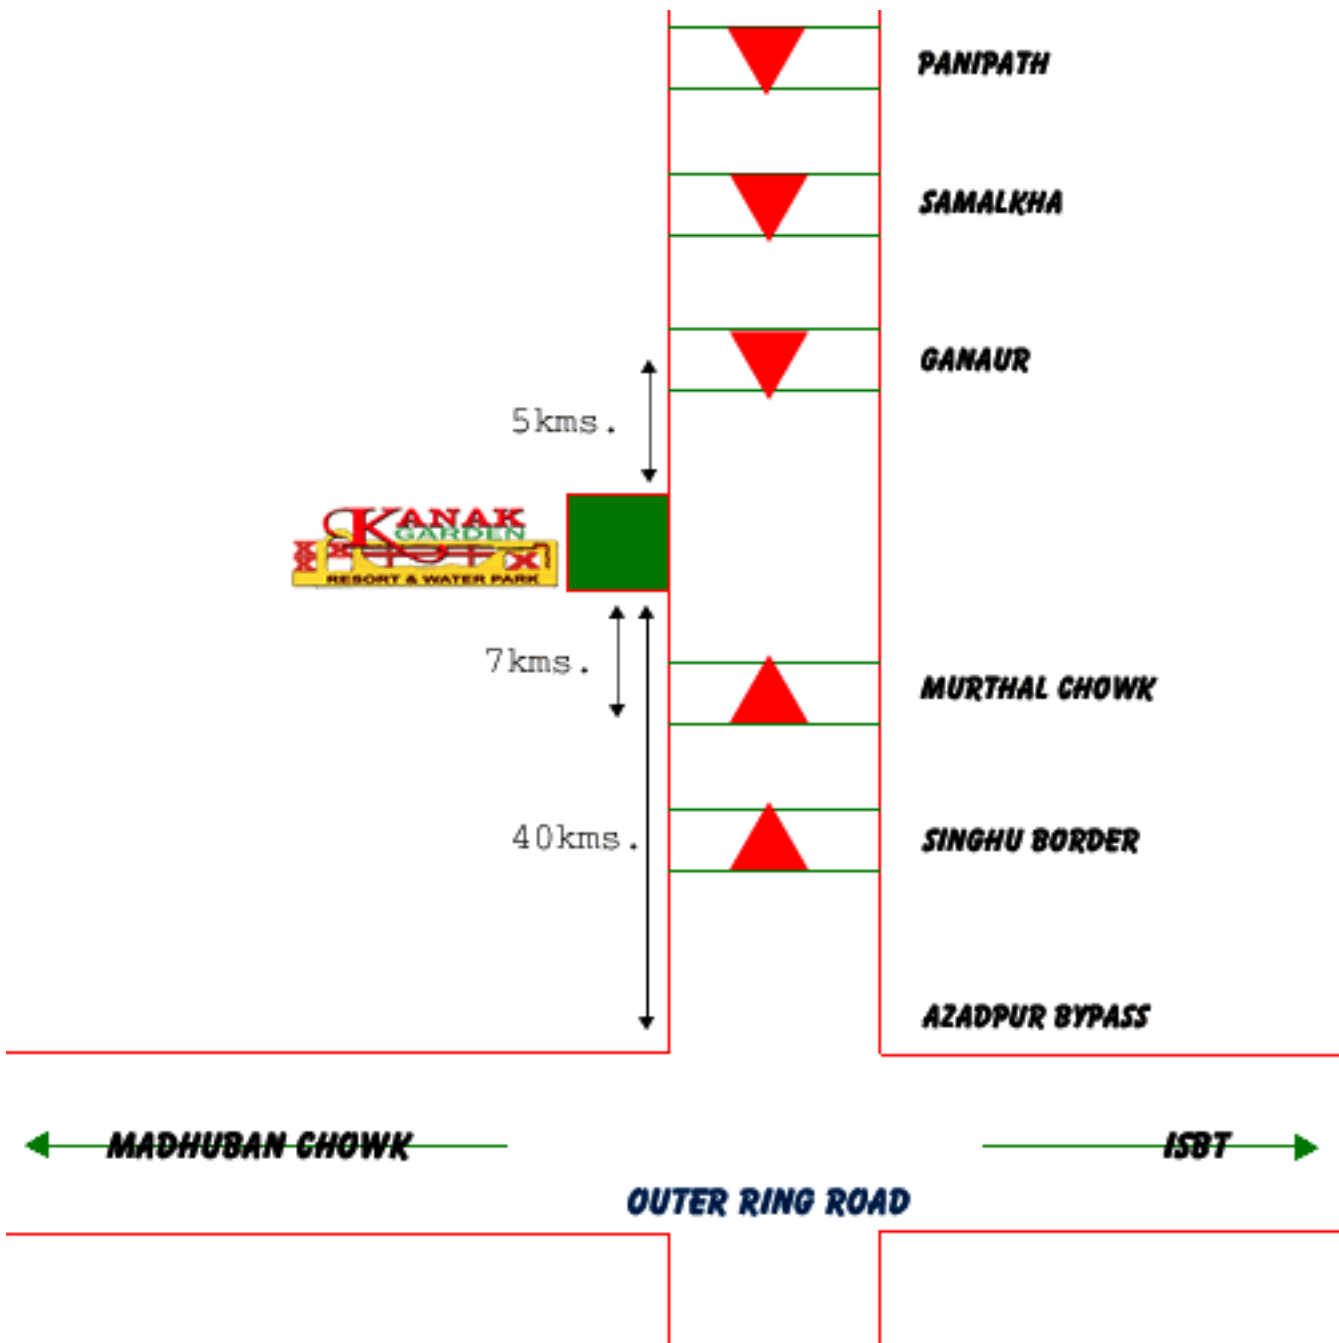 PANIPATH
SAMALKHA
GANAUR
5kms.
KANAK
GARDEN
RESORT & WATER PARK
7kms.
MURTHAL CHOWK
40kms.
SINGHU BORDER
AZADPUR BYPASS
MADHUBAN CHOWK
ISBT
OUTER RING ROAD